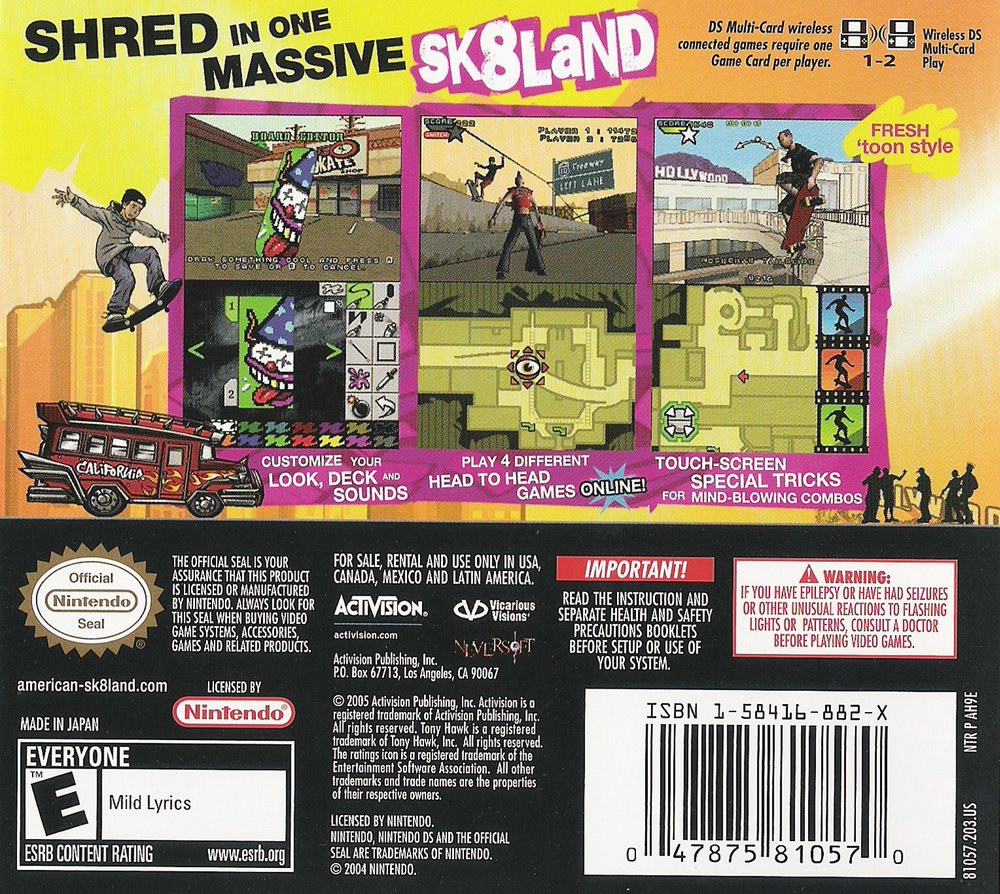 SHRED IN ONE
MASSIVE SK8LaND
DS Multi-Card wireless
connected games require one
Game Card per player.
1-2
Wireless DS
Multi-Card
Play
FRESH
'toon style
BOARD EDITOR
SKATE
DRAW SOMETHING COOL AND PRESS A
TO SAVE OR B TO CANCEL.
1
2
SCORE
SWITCH
PLAYER 1 :
PLAYER 2 :
Freeway
LEFT LANE
SCORE
HOLLYWOOD
CALIFORNIA
CUSTOMIZE YOUR
LOOK, DECK AND
SOUNDS
PLAY 4 DIFFERENT
HEAD TO HEAD
GAMES ONLINE!
TOUCH-SCREEN
SPECIAL TRICKS
FOR MIND-BLOWING COMBOS
Official
Nintendo
Seal
®
THE OFFICIAL SEAL IS YOUR
ASSURANCE THAT THIS PRODUCT
IS LICENSED OR MANUFACTURED
BY NINTENDO. ALWAYS LOOK FOR
THIS SEAL WHEN BUYING VIDEO
GAME SYSTEMS, ACCESSORIES,
GAMES AND RELATED PRODUCTS.
american-sk8land.com
LICENSED BY
Nintendo®
MADE IN JAPAN
EVERYONE
TM
E
Mild Lyrics
ESRB CONTENT RATING www.esrb.org
FOR SALE, RENTAL AND USE ONLY IN USA,
CANADA, MEXICO AND LATIN AMERICA.
ACTIVISION®
activision.com
Vicarious
Visions®
NEVERSOFT
Activision Publishing, Inc.
P.O. Box 67713, Los Angeles, CA 90067
© 2005 Activision Publishing, Inc. Activision is a
registered trademark of Activision Publishing, Inc.
All rights reserved. Tony Hawk is a registered
trademark of Tony Hawk, Inc. All rights reserved.
The ratings icon is a registered trademark of the
Entertainment Software Association. All other
trademarks and trade names are the properties
of their respective owners.
LICENSED BY NINTENDO.
NINTENDO, NINTENDO DS AND THE OFFICIAL
SEAL ARE TRADEMARKS OF NINTENDO.
© 2004 NINTENDO.
IMPORTANT!
READ THE INSTRUCTION AND
SEPARATE HEALTH AND SAFETY
PRECAUTIONS BOOKLETS
BEFORE SETUP OR USE OF
YOUR SYSTEM.
WARNING:
IF YOU HAVE EPILEPSY OR HAVE HAD SEIZURES
OR OTHER UNUSUAL REACTIONS TO FLASHING
LIGHTS OR PATTERNS, CONSULT A DOCTOR
BEFORE PLAYING VIDEO GAMES.
ISBN 1-58416-882-X
0 47875 81057 0
NTR P AH9E
81057.203.US